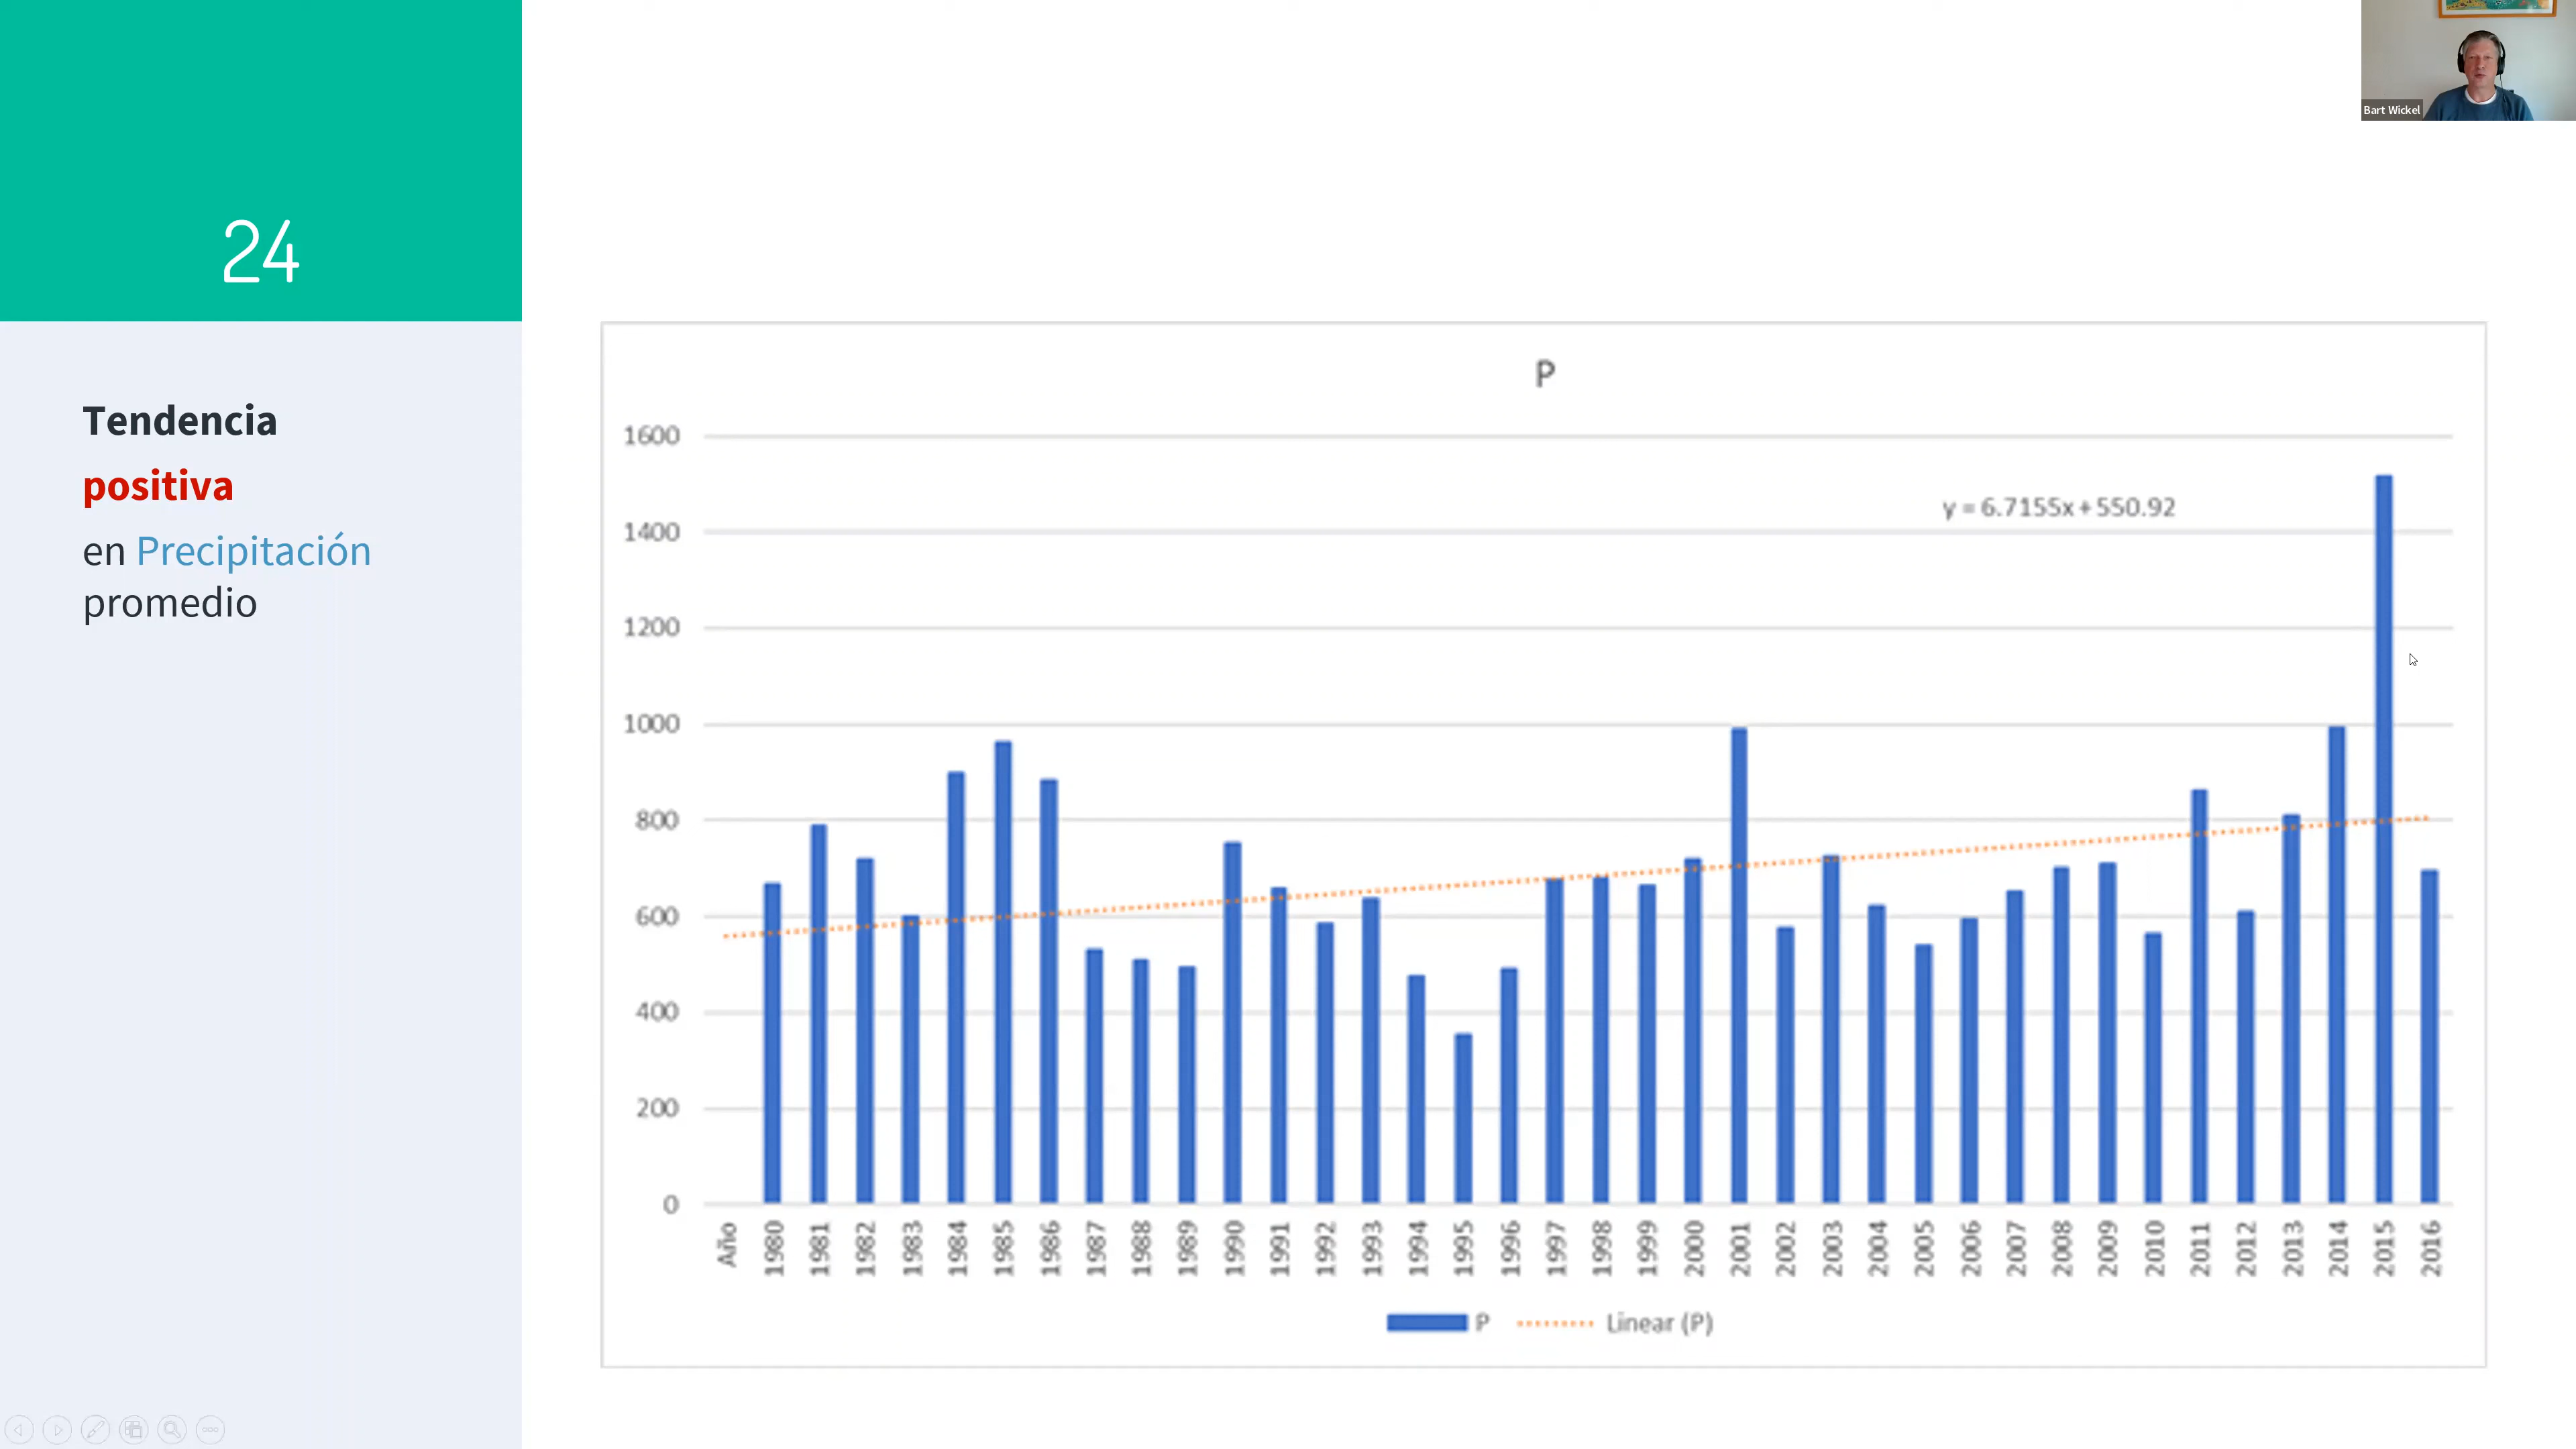 24
Tendencia
positiva
en Precipitación
promedio
Bart Wickel
P
1600
y = 6.7155x + 550.92
1400
1200
1000
800
600
400
200
0
Año 1980 1981 1982 1983 1984 1985 1986 1987 1988 1989 1990 1991 1992 1993 1994 1995 1996 1997 1998 1999 2000 2001 2002 2003 2004 2005 2006 2007 2008 2009 2010 2011 2012 2013 2014 2015 2016
P Linear (P)